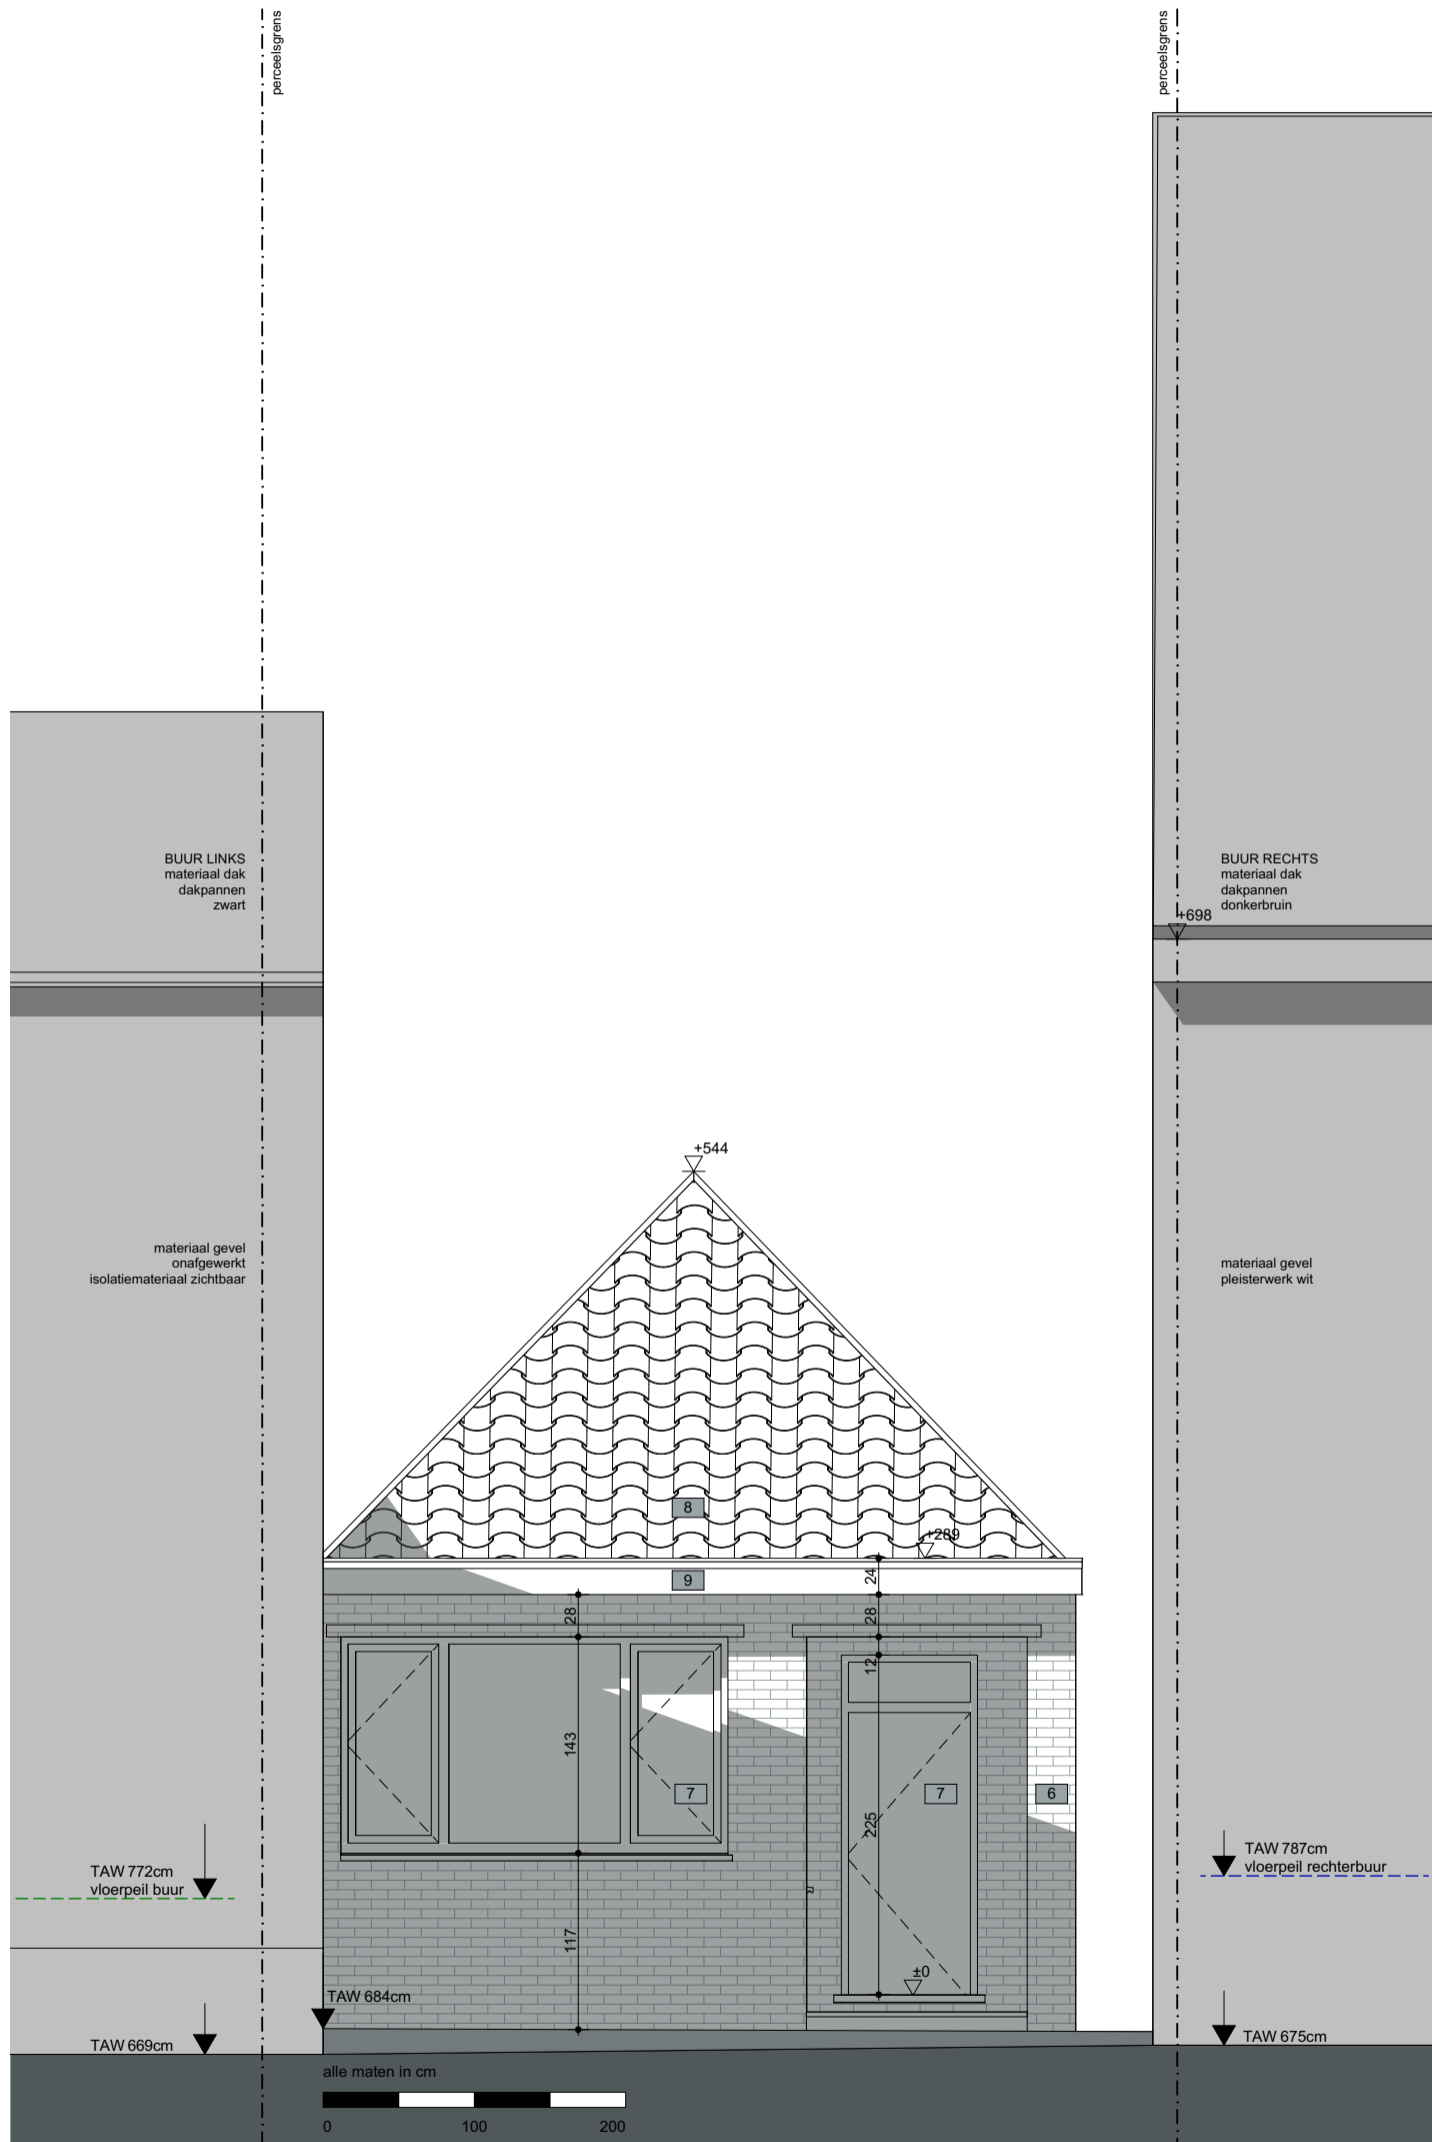 perceelsgrens
perceelsgrens
BUUR LINKS
materiaal dak
dakpannen
zwart
BUUR RECHTS
materiaal dak
dakpannen
donkerbruin
+698
+544
materiaal gevel
onafgewerkt
isolatiemateriaal zichtbaar
materiaal gevel
pleisterwerk wit
8
+289
9
24
28
28
12
143
7
7
6
225
TAW 772cm
vloerpeil buur
TAW 787cm
vloerpeil rechterbuur
117
±0
TAW 684cm
TAW 669cm
TAW 675cm
alle maten in cm
0 100 200